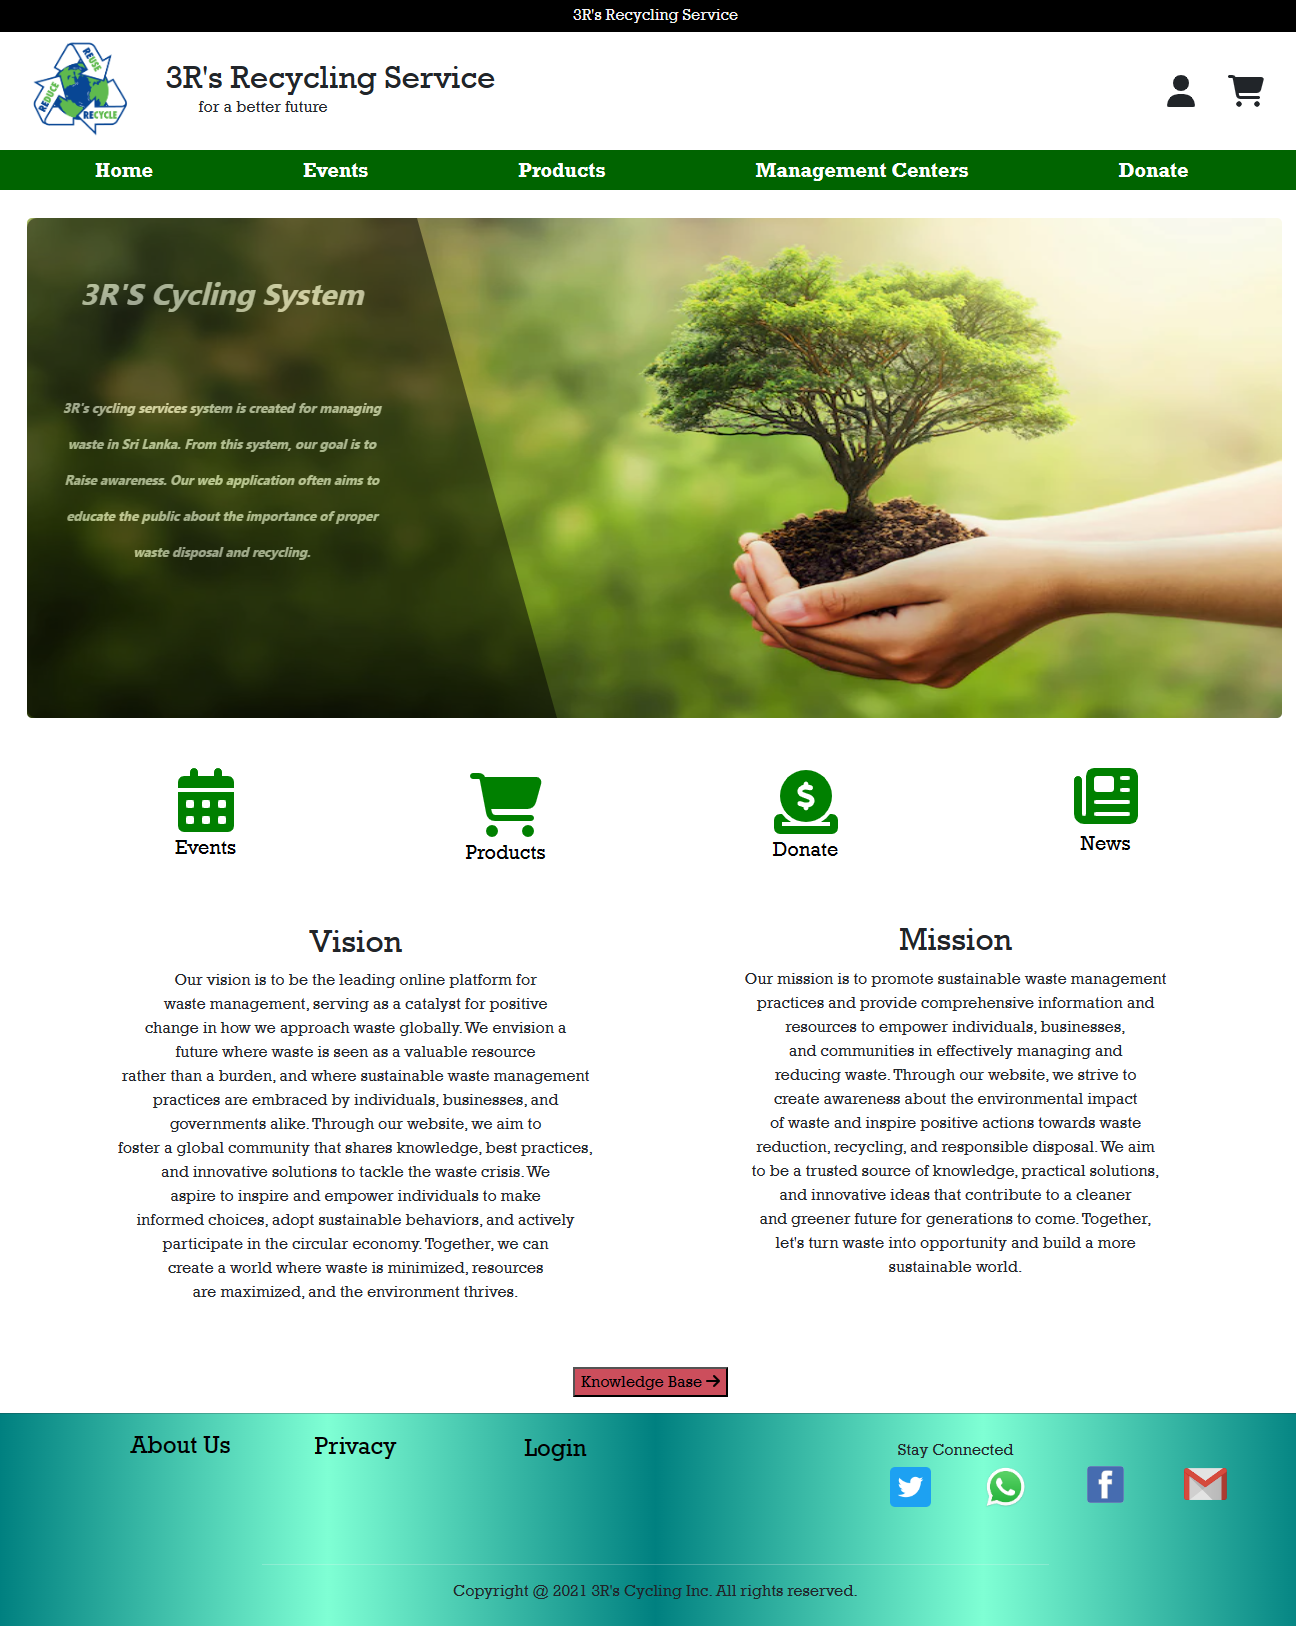 3R's Recycling Service
REDUCE
REUSE
RECYCLE
3R's Recycling Service
for a better future
Home
Events
Products
Management Centers
Donate
3R'S Cycling System
3R's cycling services system is created for managing
waste in Sri Lanka. From this system, our goal is to
Raise awareness. Our web application often aims to
educate the public about the importance of proper
waste disposal and recycling.
Events
Products
$
Donate
News
Vision
Our vision is to be the leading online platform for
waste management, serving as a catalyst for positive
change in how we approach waste globally. We envision a
future where waste is seen as a valuable resource
rather than a burden, and where sustainable waste management
practices are embraced by individuals, businesses, and
governments alike. Through our website, we aim to
foster a global community that shares knowledge, best practices,
and innovative solutions to tackle the waste crisis. We
aspire to inspire and empower individuals to make
informed choices, adopt sustainable behaviors, and actively
participate in the circular economy. Together, we can
create a world where waste is minimized, resources
are maximized, and the environment thrives.
Mission
Our mission is to promote sustainable waste management
practices and provide comprehensive information and
resources to empower individuals, businesses,
and communities in effectively managing and
reducing waste. Through our website, we strive to
create awareness about the environmental impact
of waste and inspire positive actions towards waste
reduction, recycling, and responsible disposal. We aim
to be a trusted source of knowledge, practical solutions,
and innovative ideas that contribute to a cleaner
and greener future for generations to come. Together,
let's turn waste into opportunity and build a more
sustainable world.
Knowledge Base →
About Us
Privacy
Login
Stay Connected
f
Copyright @ 2021 3R's Cycling Inc. All rights reserved.